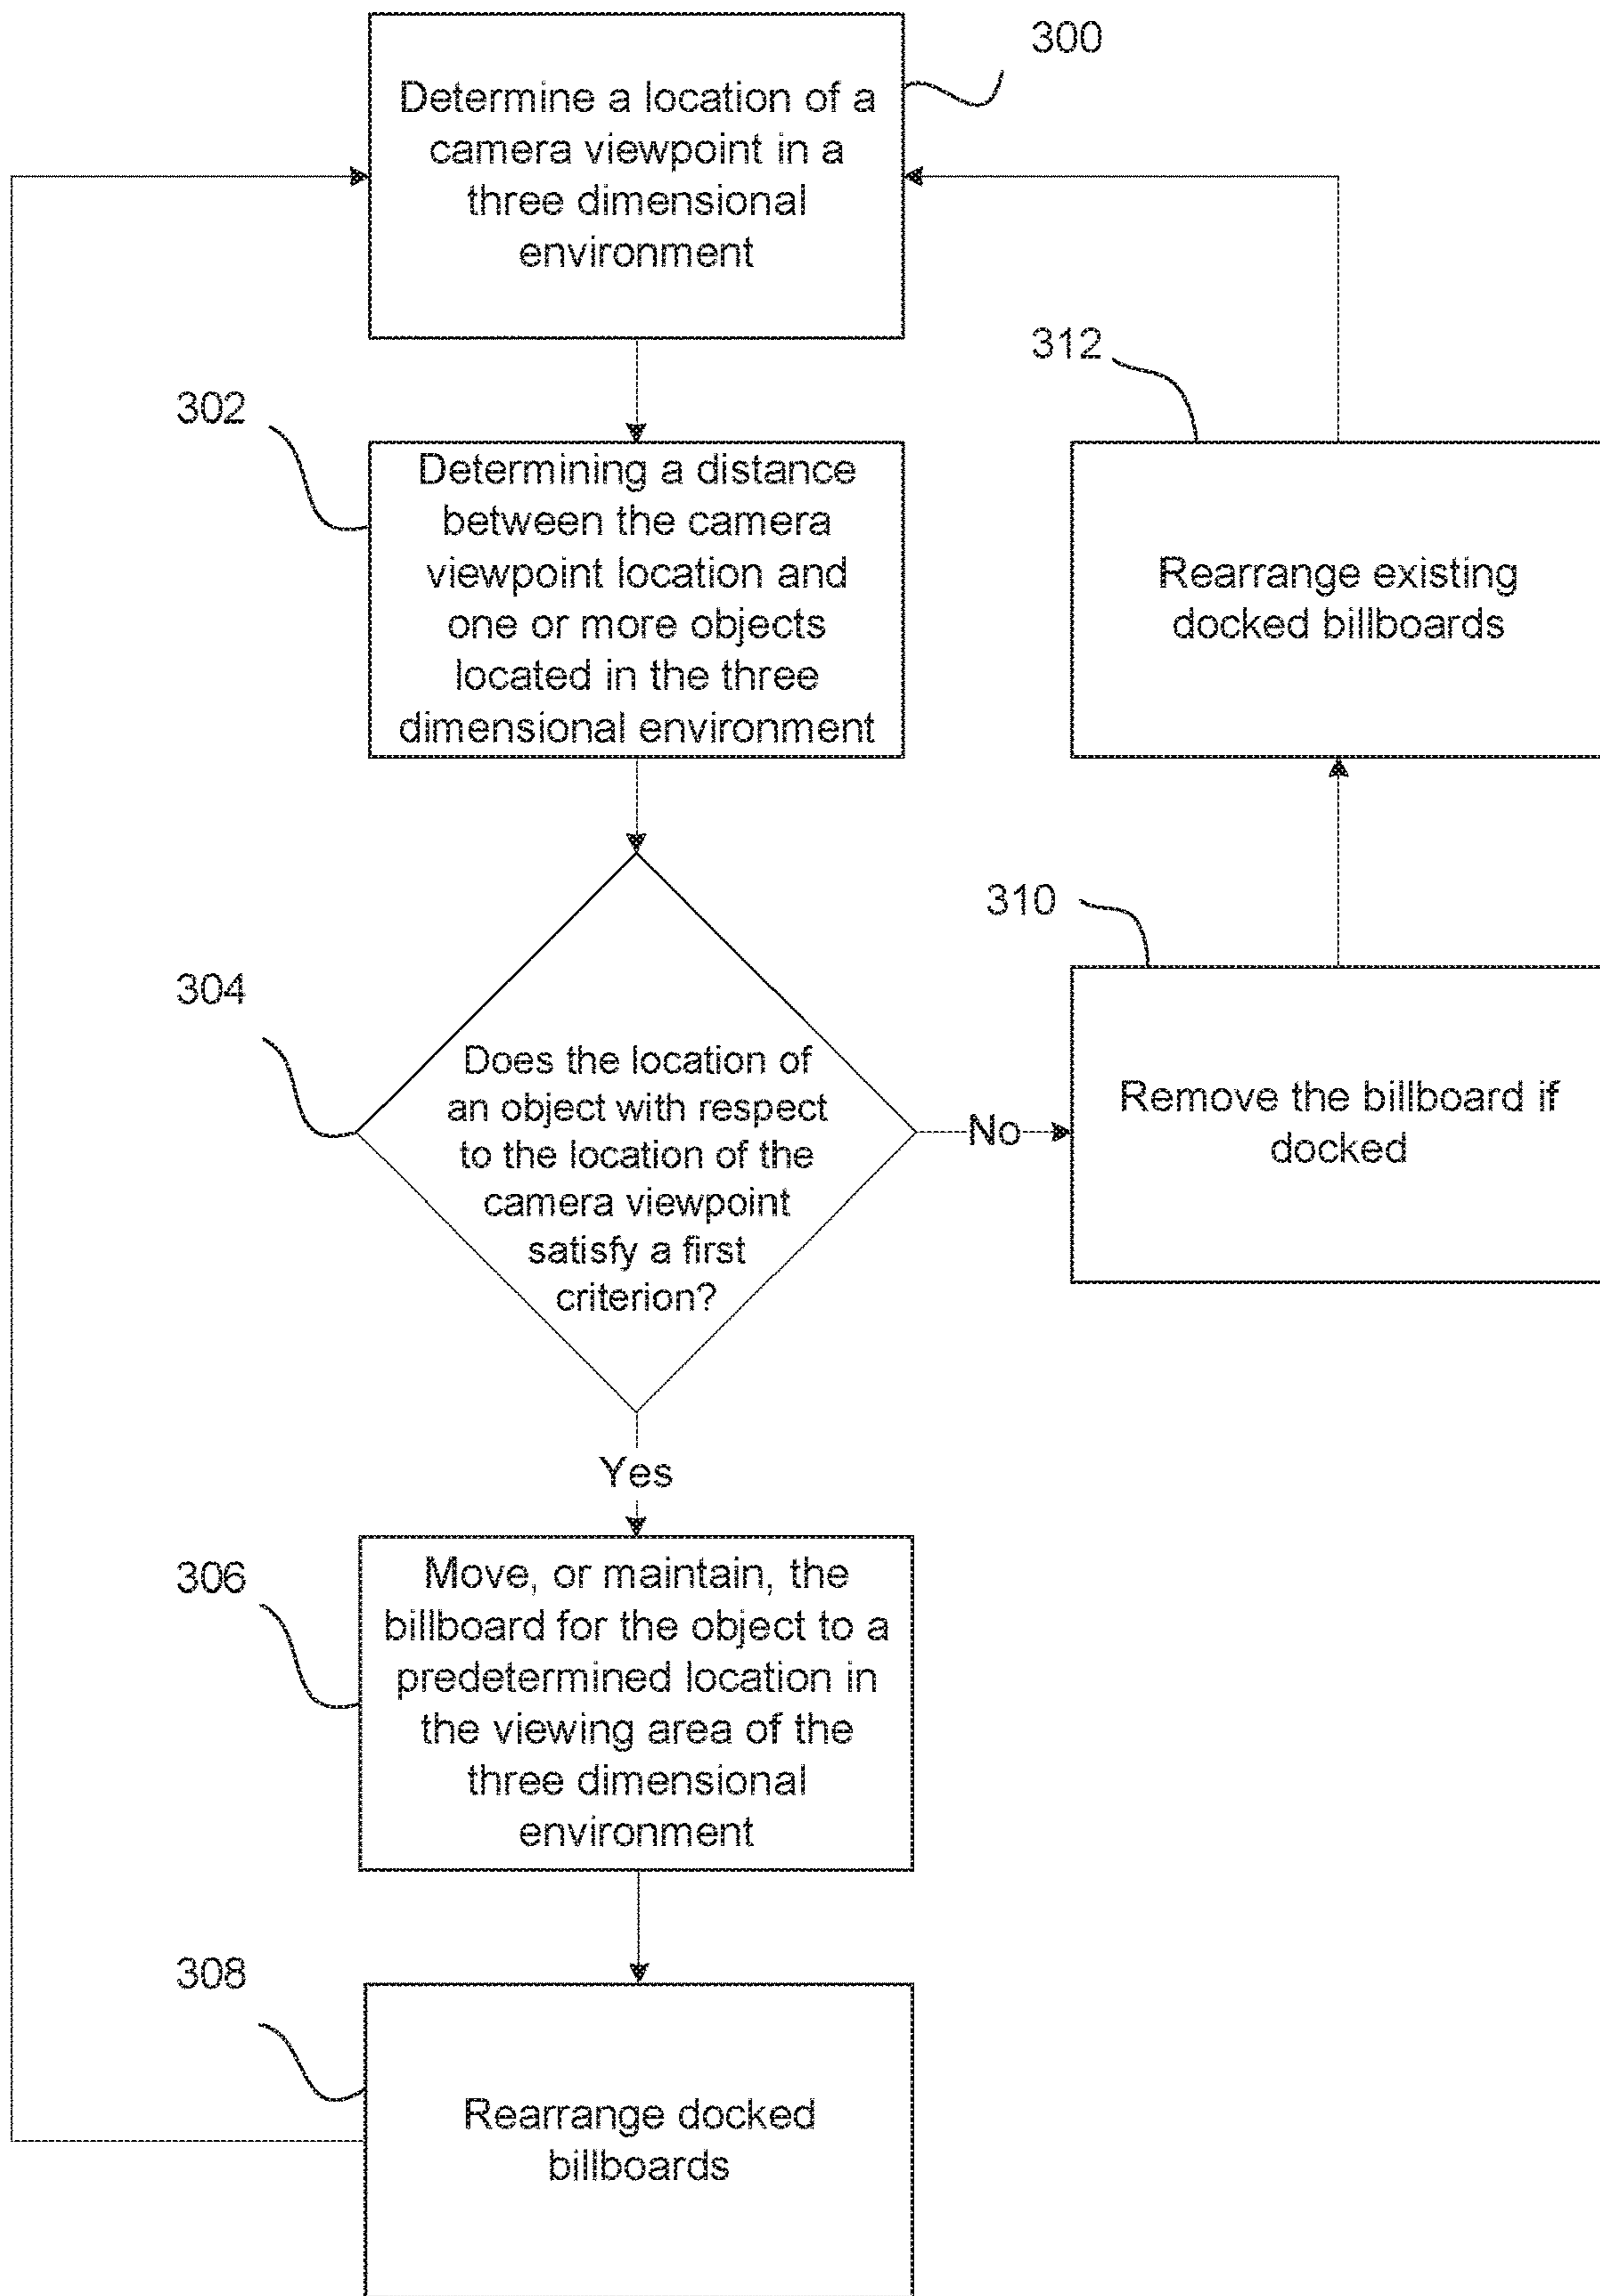 300
Determine a location of a
camera viewpoint in a
three dimensional
environment
302
Determining a distance
between the camera
viewpoint location and
one or more objects
located in the three
dimensional environment
312
Rearrange existing
docked billboards
304
Does the location of
an object with respect
to the location of the
camera viewpoint
satisfy a first
criterion?
No
310
Remove the billboard if
docked
Yes
306
Move, or maintain, the
billboard for the object to a
predetermined location in
the viewing area of the
three dimensional
environment
308
Rearrange docked
billboards